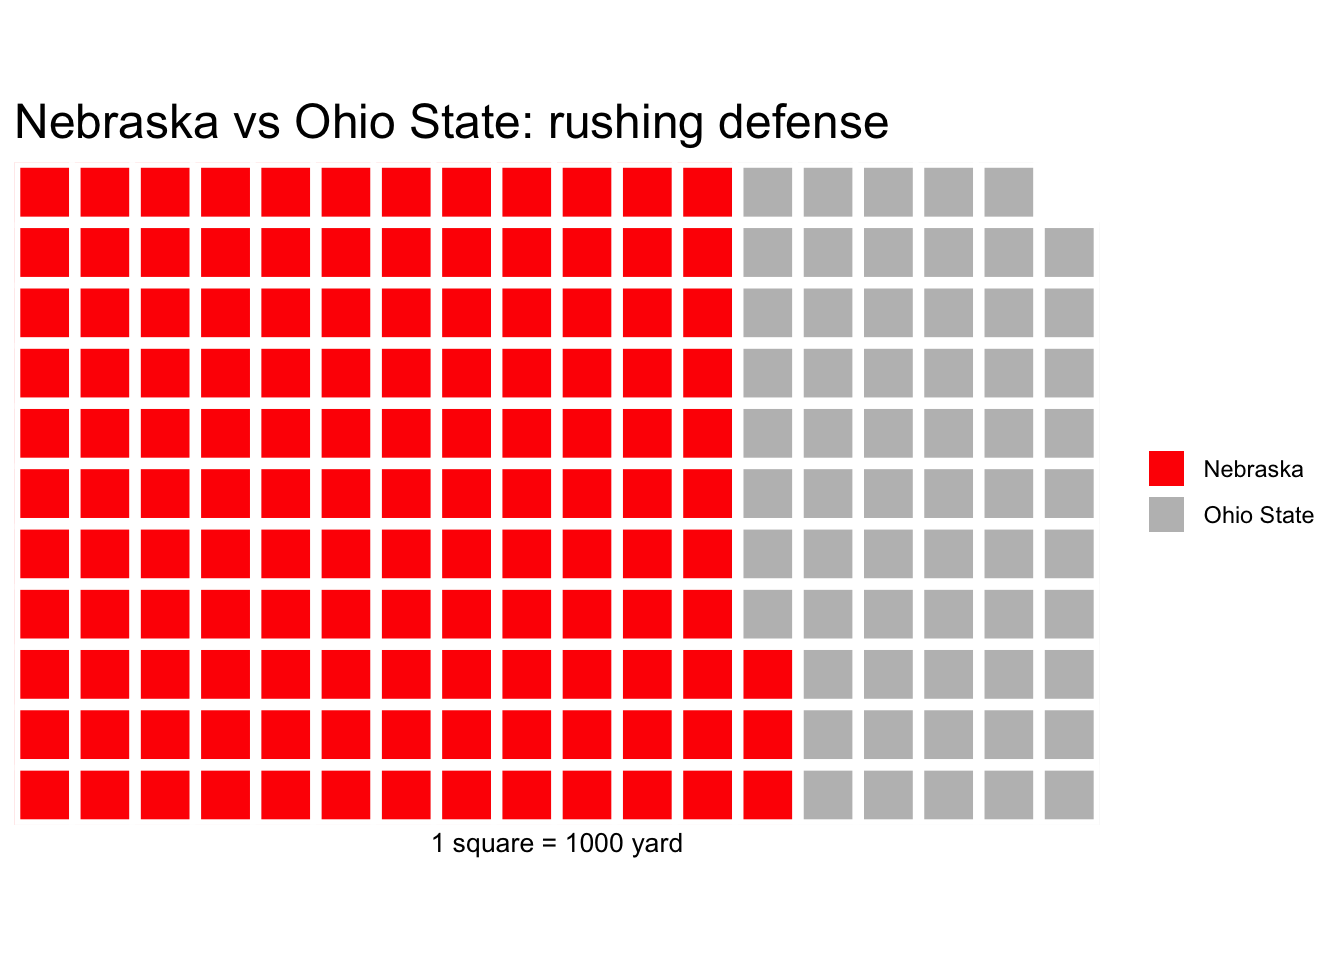 Nebraska vs Ohio State: rushing defense
Nebraska
Ohio State
1 square = 1000 yard